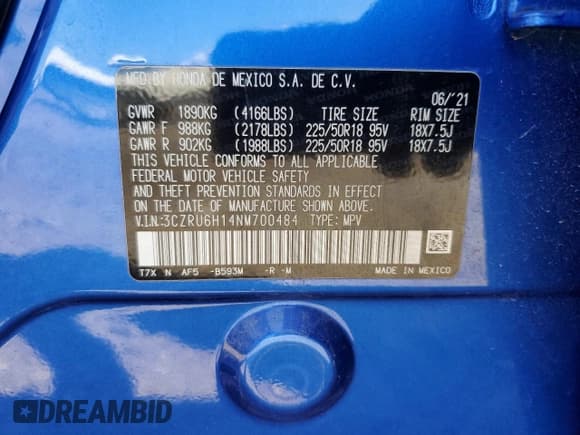 MFD BY HONDA DE MEXICO S.A. DE C.V.
06/'21
GVWR 1890KG (4166LBS) TIRE SIZE RIM SIZE
GAWR F 988KG (2178LBS) 225/50R18 95V 18X7.5J
GAWR R 902KG (1988LBS) 225/50R18 95V 18X7.5J
THIS VEHICLE CONFORMS TO ALL APPLICABLE
FEDERAL MOTOR VEHICLE SAFETY
AND THEFT PREVENTION STANDARDS IN EFFECT
ON THE DATE OF MANUFACTURE SHOWN ABOVE.
V.I.N.:3CZRU6H14NM700484 TYPE: MPV
T7X N AF5 -B593M -R -M MADE IN MEXICO
DREAMBID